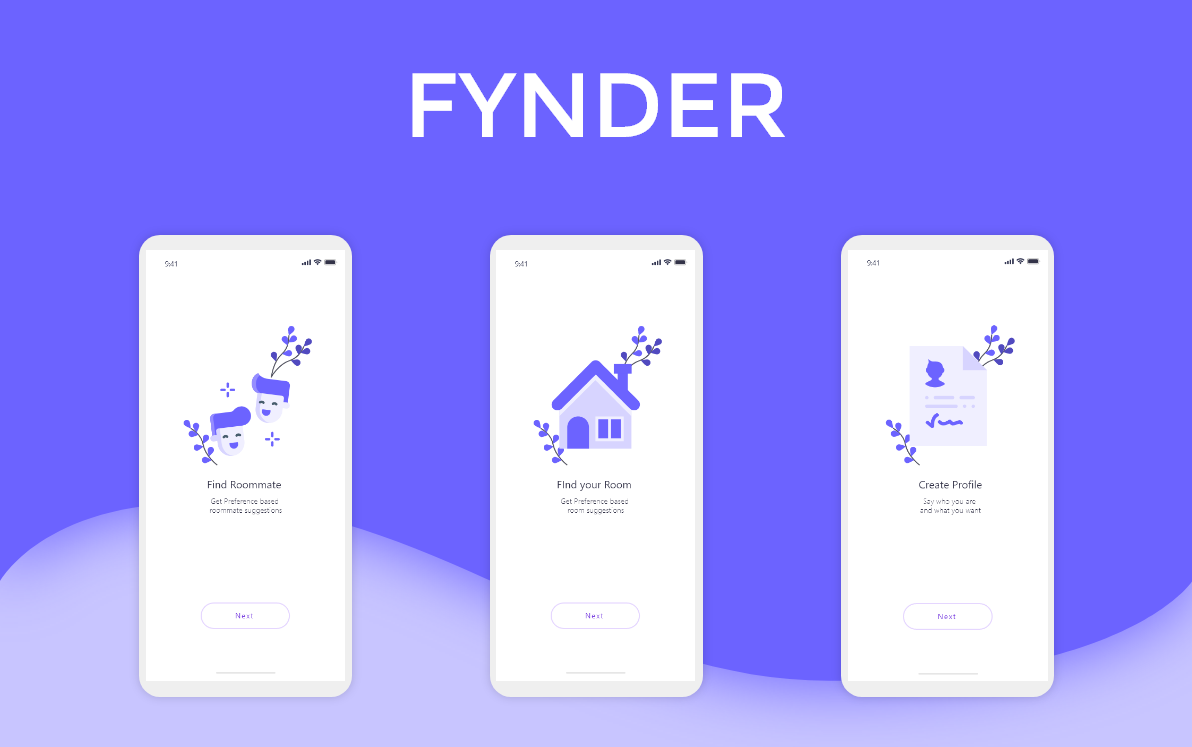 FYNDER
9:41
Find Roommate
Get Preference based
roommate suggestions
Next
9:41
FInd your Room
Get Preference based
room suggestions
Next
9:41
Create Profile
Say who you are
and what you want
Next